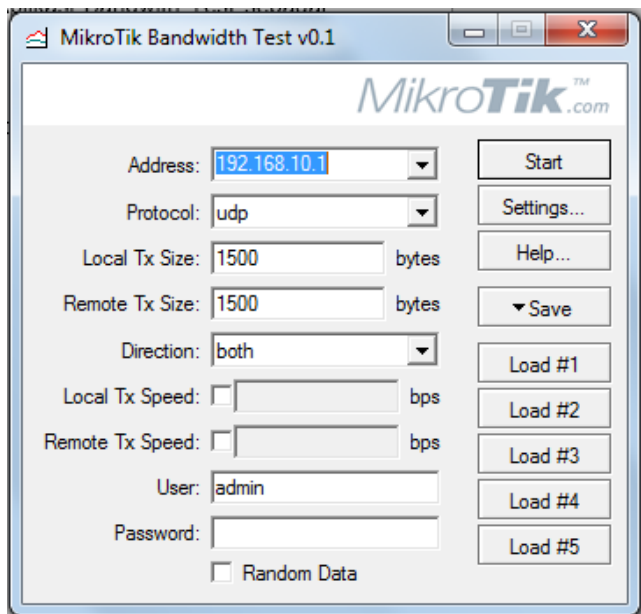 MikroTik Bandwidth Test v0.1
MikroTik™.com
Address: 192.168.10.1 Start
Protocol: udp Settings...
Local Tx Size: 1500 bytes Help...
Remote Tx Size: 1500 bytes Save
Direction: both Load #1
Local Tx Speed: bps Load #2
Remote Tx Speed: bps Load #3
User: admin Load #4
Password: Load #5
Random Data